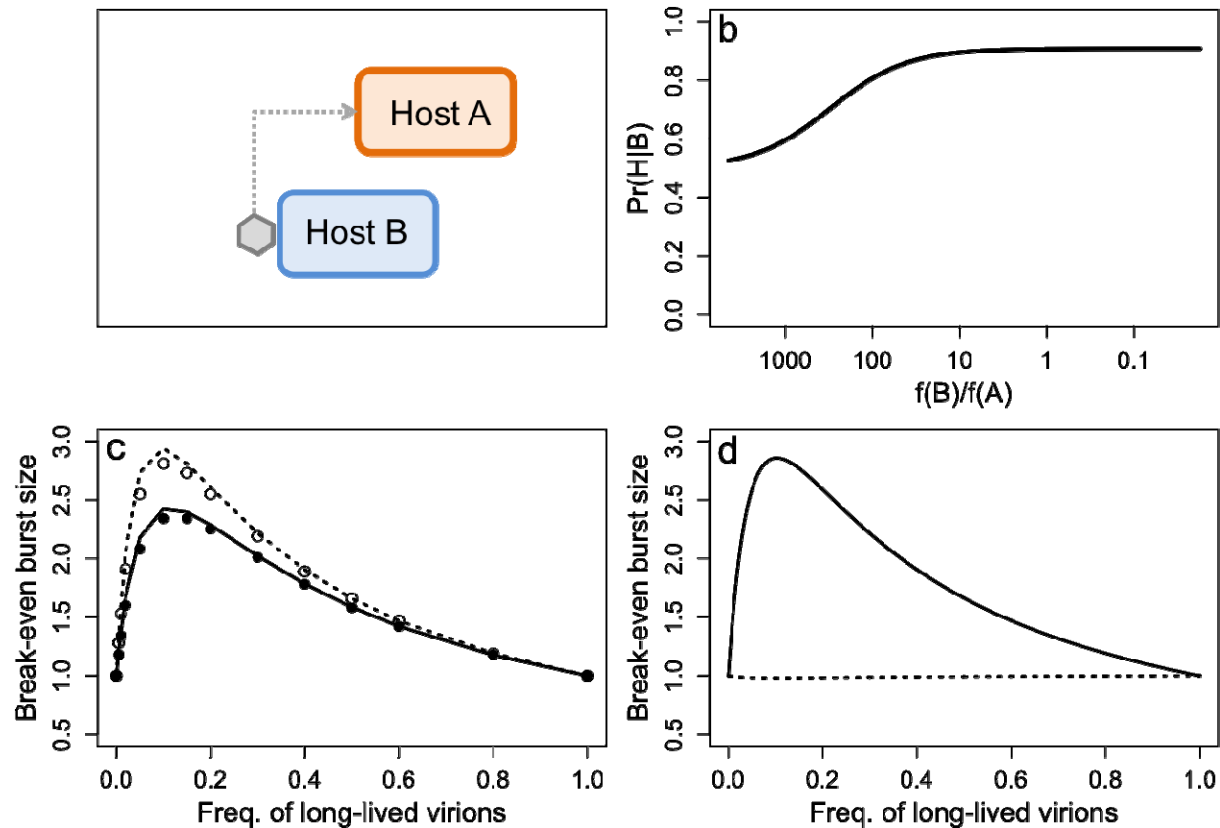 Host A
Host B
b
Pr(H|B)
0.0 0.2 0.4 0.6 0.8 1.0
1000 100 10 1 0.1
f(B)/f(A)
c
Break-even burst size
0.5 1.0 1.5 2.0 2.5 3.0
0.0 0.2 0.4 0.6 0.8 1.0
Freq. of long-lived virions
d
Break-even burst size
0.5 1.0 1.5 2.0 2.5 3.0
0.0 0.2 0.4 0.6 0.8 1.0
Freq. of long-lived virions